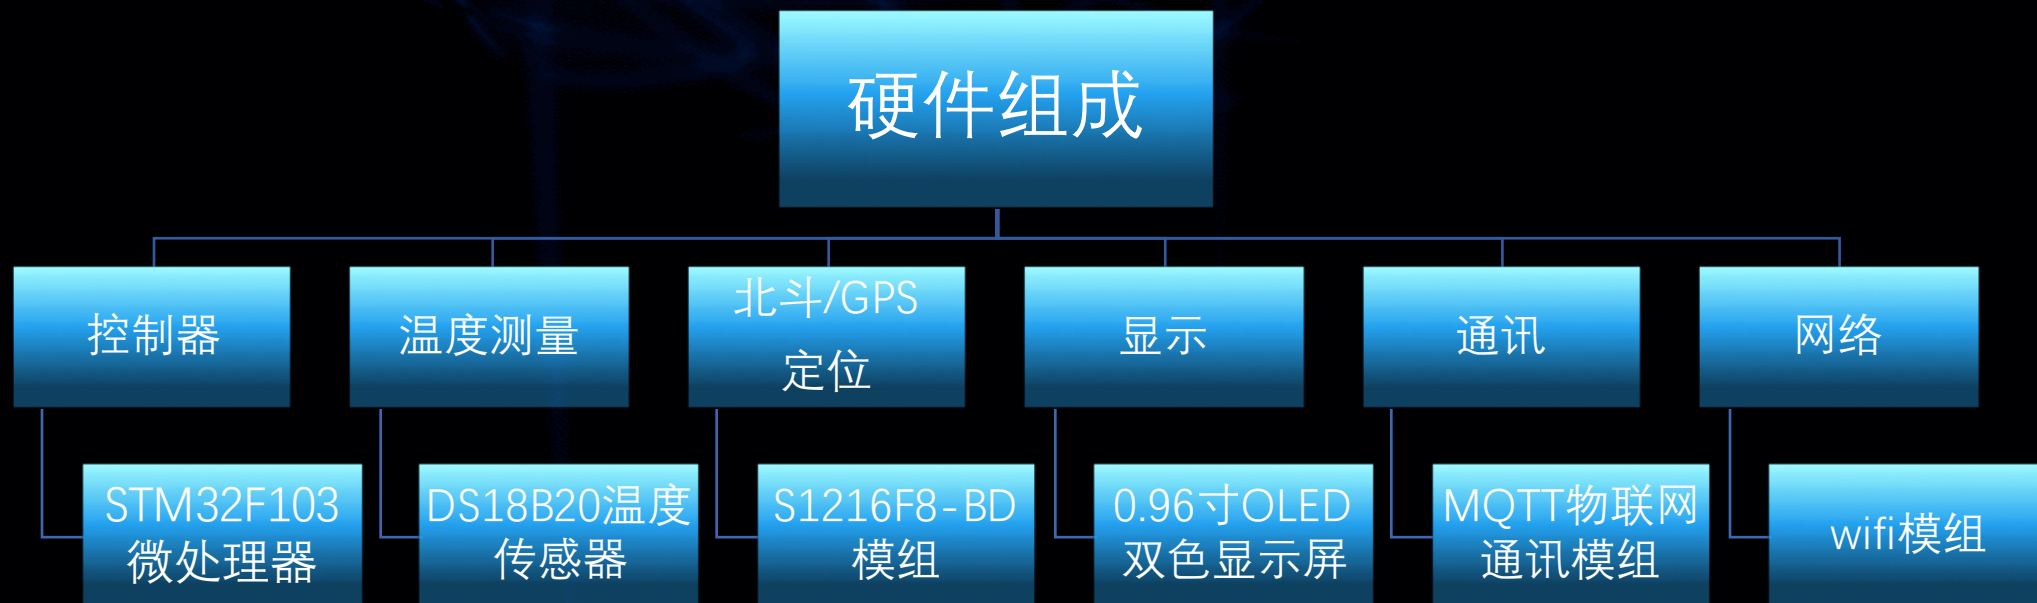 硬件组成
控制器
温度测量
北斗/GPS
定位
显示
通讯
网络
STM32F103
微处理器
DS18B20温度
传感器
S1216F8-BD
模组
0.96寸OLED
双色显示屏
MQTT物联网
通讯模组
wifi模组